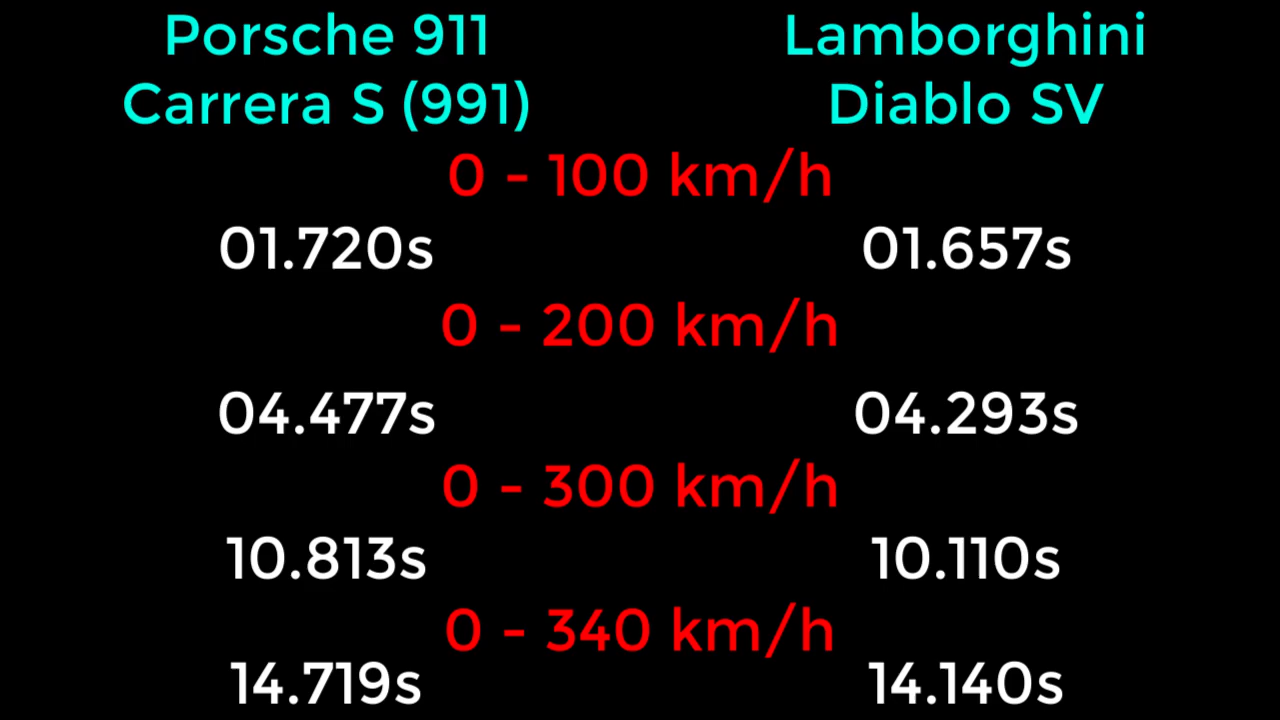 Porsche 911
Carrera S (991)
Lamborghini
Diablo SV
0 - 100 km/h
01.720s
01.657s
0 - 200 km/h
04.477s
04.293s
0 - 300 km/h
10.813s
10.110s
0 - 340 km/h
14.719s
14.140s